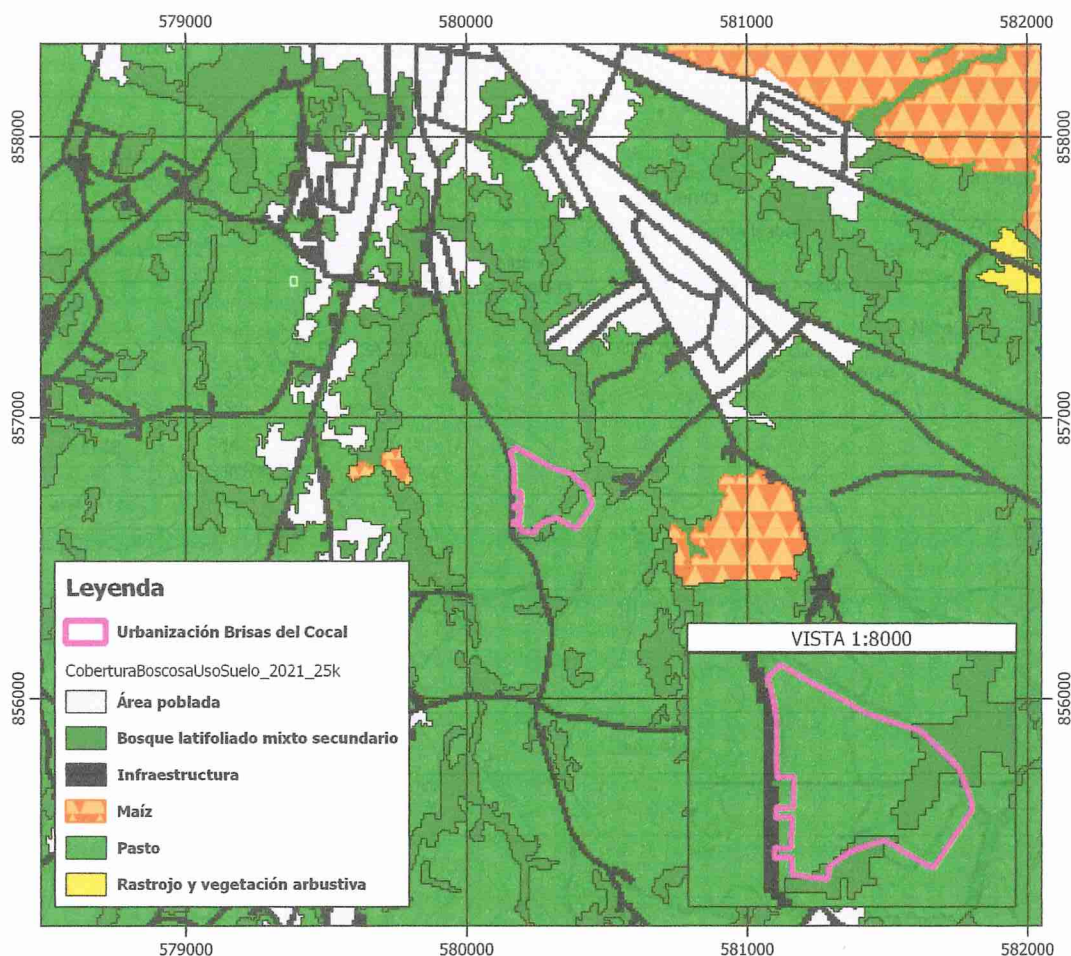 579000 580000 581000 582000
858000 858000
857000 857000
856000 856000
Leyenda
Urbanización Brisas del Cocal
CoberturaBoscosaUsoSuelo_2021_25k
Área poblada
Bosque latifoliado mixto secundario
Infraestructura
Maíz
Pasto
Rastrojo y vegetación arbustiva
VISTA 1:8000
579000 580000 581000 582000